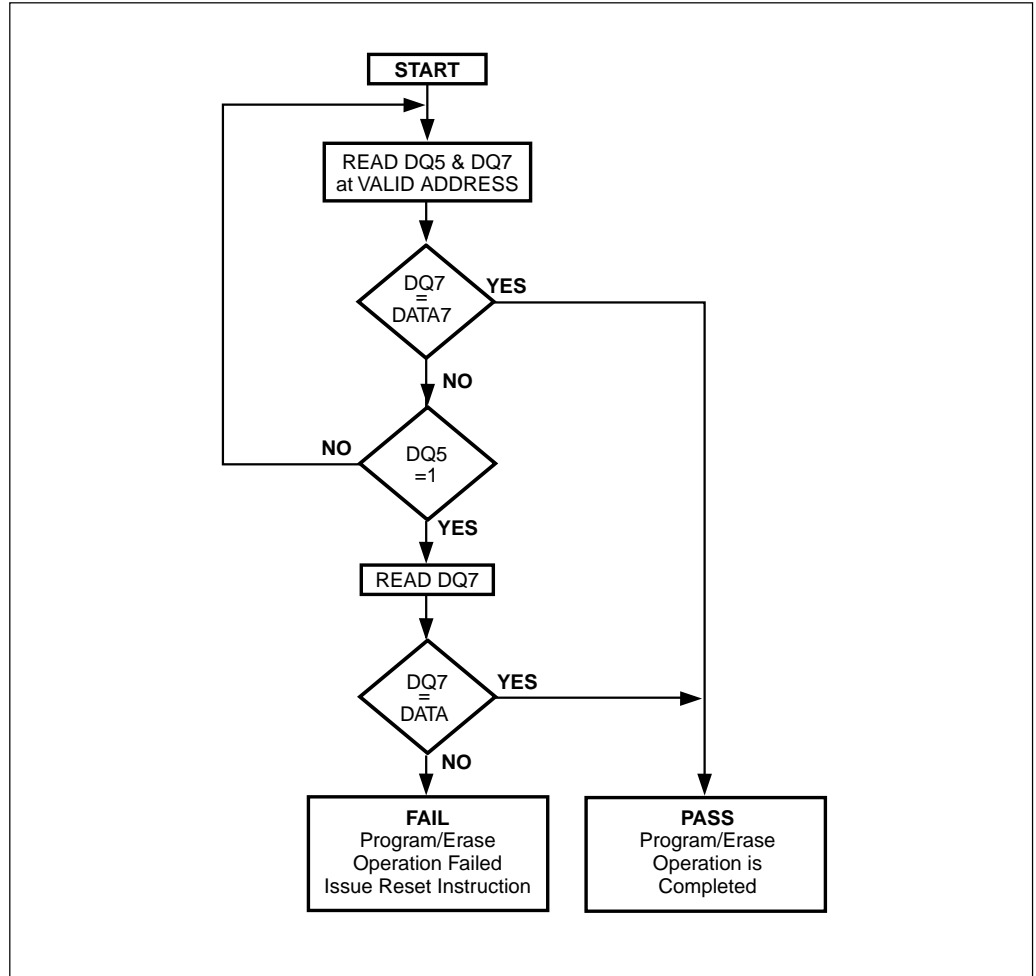 START
READ DQ5 & DQ7
at VALID ADDRESS
DQ7
=
DATA7
YES
NO
NO
DQ5
=1
YES
READ DQ7
DQ7
=
DATA
YES
NO
FAIL
Program/Erase
Operation Failed
Issue Reset Instruction
PASS
Program/Erase
Operation is
Completed